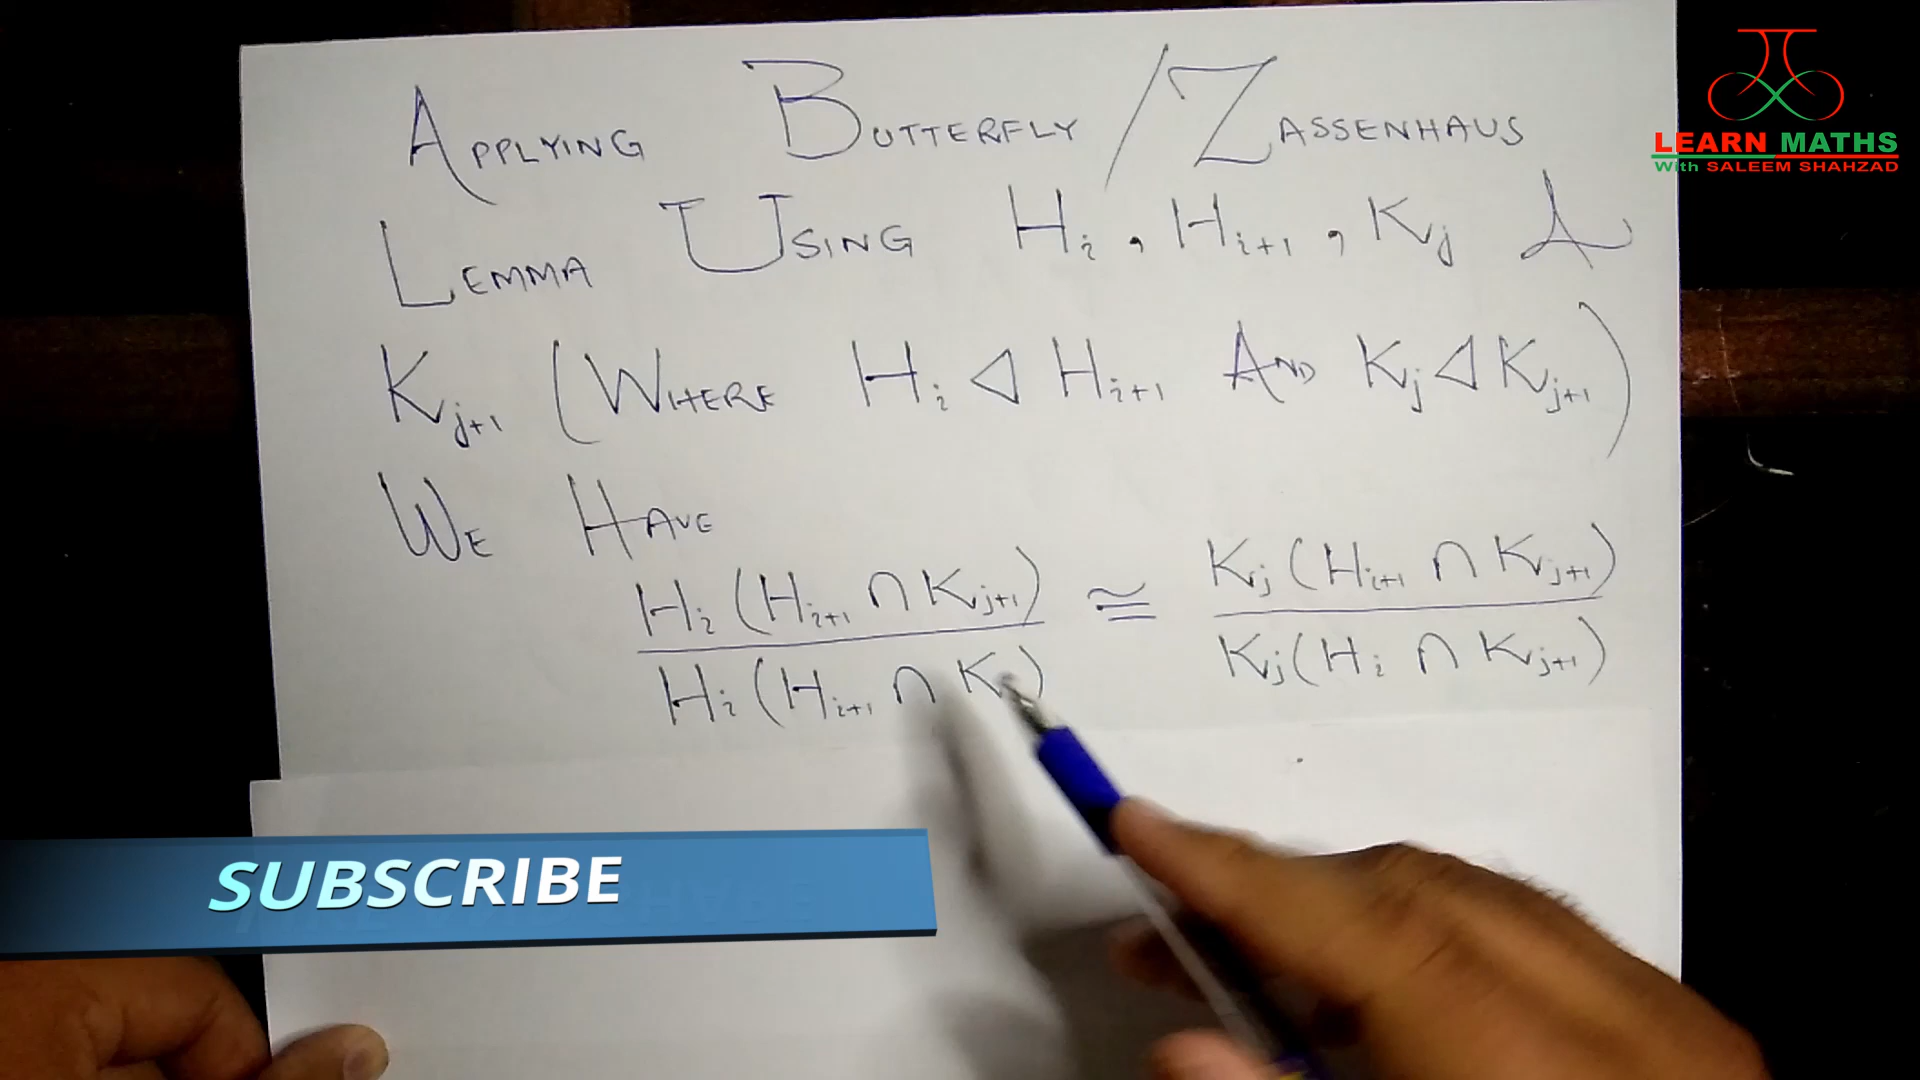 APPLYING BUTTERFLY / ZASSENHAUS
LEMMA USING Hᵢ, Hᵢ₊₁, Kⱼ &
Kⱼ₊₁ (WHERE Hᵢ ⊲ Hᵢ₊₁ AND Kⱼ ⊲ Kⱼ₊₁)
WE HAVE
Hᵢ(Hᵢ₊₁ ∩ Kⱼ₊₁) ≅ Kⱼ(Hᵢ₊₁ ∩ Kⱼ₊₁)
Hᵢ(Hᵢ₊₁ ∩ K) Kⱼ(Hᵢ ∩ Kⱼ₊₁)
LEARN MATHS
With SALEEM SHAHZAD
SUBSCRIBE